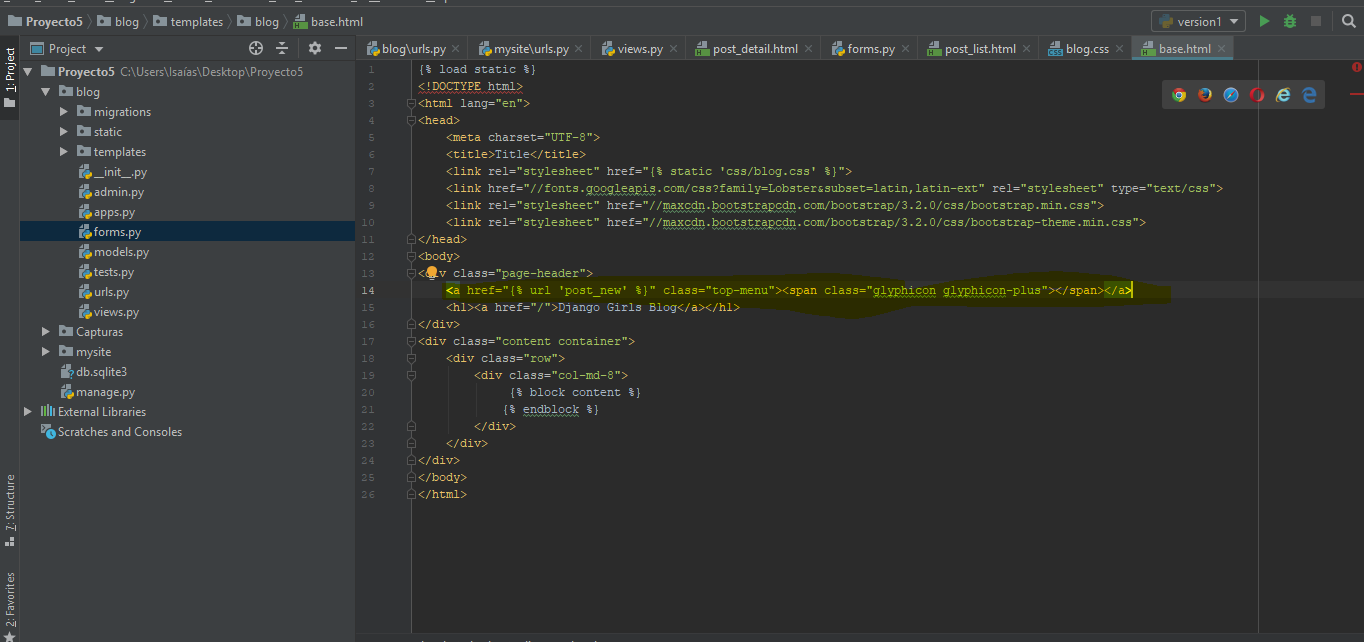 Proyecto5 blog templates blog base.html version1
Project blog\urls.py mysite\urls.py views.py post_detail.html forms.py post_list.html blog.css base.html
1: Project
Proyecto5 C:\Users\Isaías\Desktop\Proyecto5
blog
migrations
static
templates
__init__.py
admin.py
apps.py
forms.py
models.py
tests.py
urls.py
views.py
Capturas
mysite
db.sqlite3
manage.py
External Libraries
Scratches and Consoles
7: Structure
2: Favorites
1 {% load static %}
2 <!DOCTYPE html>
3 <html lang="en">
4 <head>
5 <meta charset="UTF-8">
6 <title>Title</title>
7 <link rel="stylesheet" href="{% static 'css/blog.css' %}">
8 <link href="//fonts.googleapis.com/css?family=Lobster&subset=latin,latin-ext" rel="stylesheet" type="text/css">
9 <link rel="stylesheet" href="//maxcdn.bootstrapcdn.com/bootstrap/3.2.0/css/bootstrap.min.css">
10 <link rel="stylesheet" href="//maxcdn.bootstrapcdn.com/bootstrap/3.2.0/css/bootstrap-theme.min.css">
11 </head>
12 <body>
13 <div class="page-header">
14 <a href="{% url 'post_new' %}" class="top-menu"><span class="glyphicon glyphicon-plus"></span></a>
15 <h1><a href="/">Django Girls Blog</a></h1>
16 </div>
17 <div class="content container">
18 <div class="row">
19 <div class="col-md-8">
20 {% block content %}
21 {% endblock %}
22 </div>
23 </div>
24 </div>
25 </body>
26 </html>